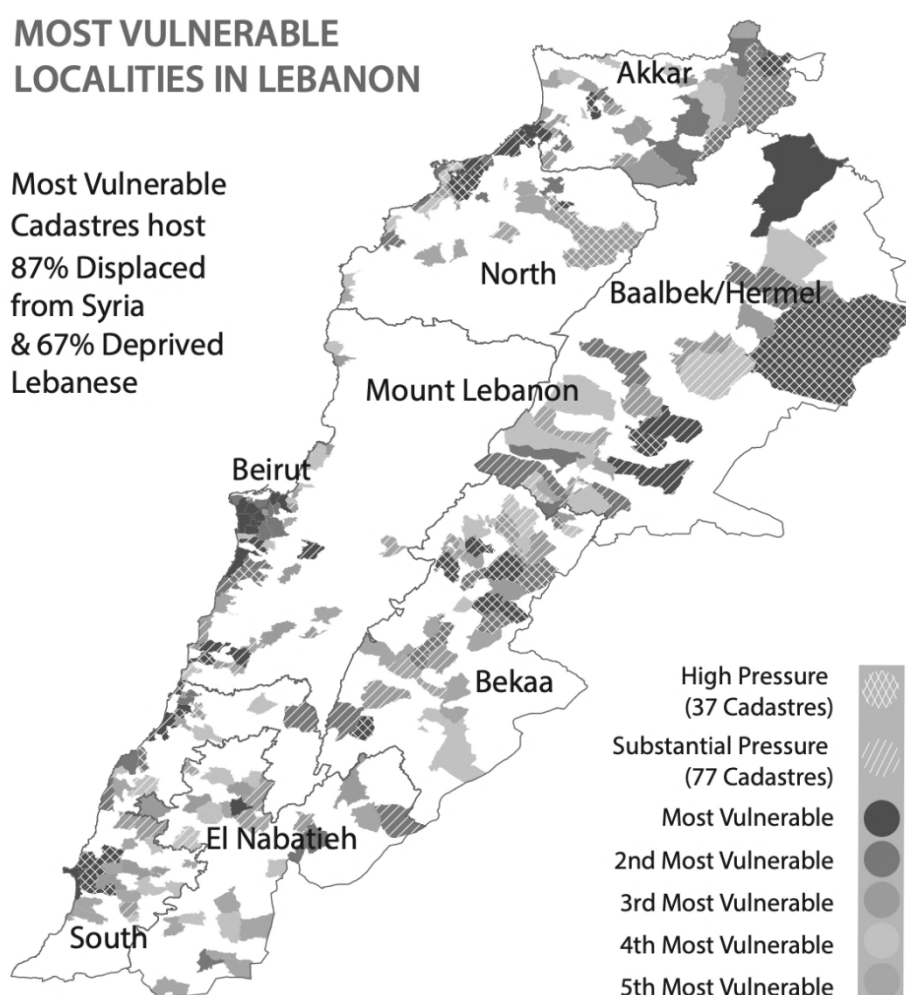 MOST VULNERABLE
LOCALITIES IN LEBANON
Most Vulnerable
Cadastres host
87% Displaced
from Syria
& 67% Deprived
Lebanese
Akkar
North
Baalbek/Hermel
Mount Lebanon
Beirut
Bekaa
El Nabatieh
South
High Pressure
(37 Cadastres)
Substantial Pressure
(77 Cadastres)
Most Vulnerable
2nd Most Vulnerable
3rd Most Vulnerable
4th Most Vulnerable
5th Most Vulnerable